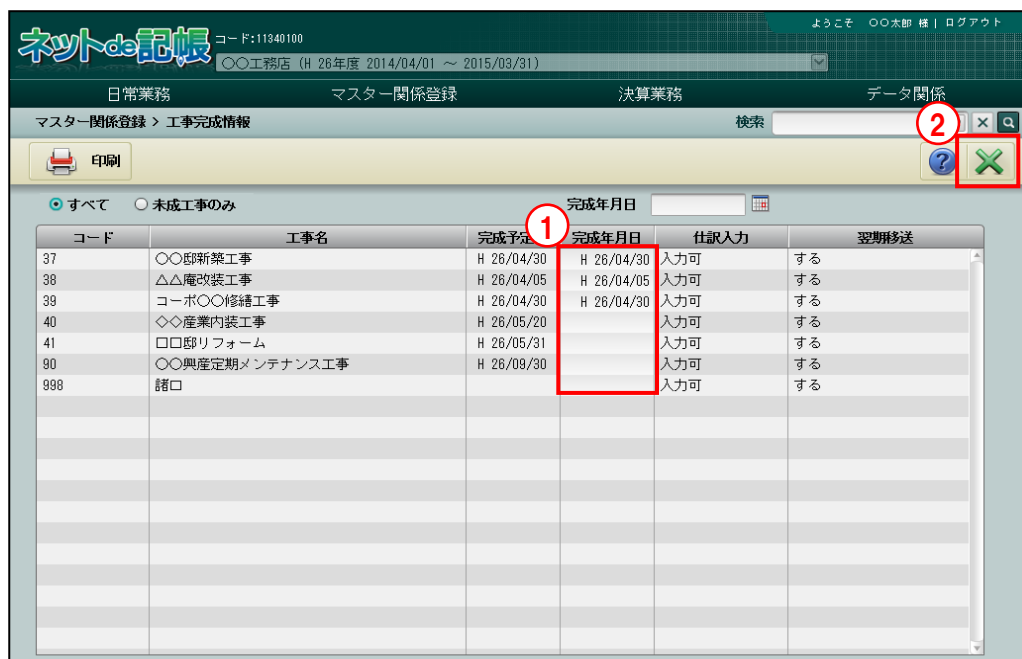 ようこそ 〇〇太郎 様 | ログアウト
ネットde記帳 コード:11340100
〇〇工務店 (H 26年度 2014/04/01 ～ 2015/03/31)
日常業務 マスター関係登録 決算業務 データ関係
マスター関係登録 > 工事完成情報 検索
2
印刷
すべて 未成工事のみ 完成年月日
1
コード 工事名 完成予定 完成年月日 仕訳入力 翌期移送
37 〇〇邸新築工事 H 26/04/30 H 26/04/30 入力可 する
38 △△庵改装工事 H 26/04/05 H 26/04/05 入力可 する
39 コーポ〇〇修繕工事 H 26/04/30 H 26/04/30 入力可 する
40 ◇◇産業内装工事 H 26/05/20 入力可 する
41 □□邸リフォーム H 26/05/31 入力可 する
90 〇〇興産定期メンテナンス工事 H 26/09/30 入力可 する
998 諸口 入力可 する